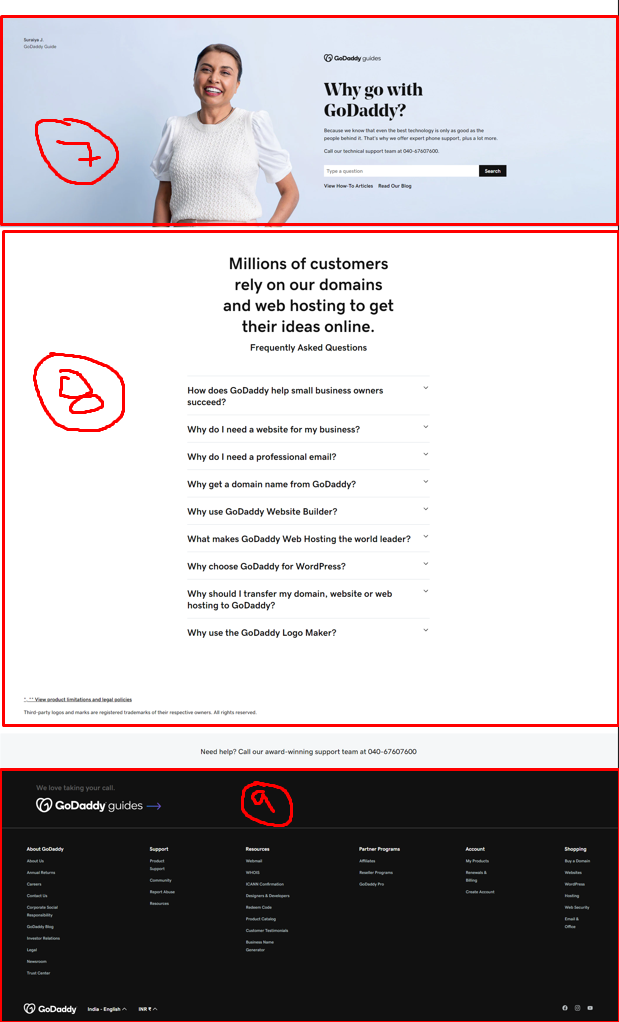 Suraiya J.
GoDaddy Guide
GoDaddy guides
Why go with
GoDaddy?
Because we know that even the best technology is only as good as the
people behind it. That's why we offer expert phone support, plus a lot more.
Call our technical support team at 040-67607600.
Type a question
Search
View How-To Articles Read Our Blog
7
Millions of customers
rely on our domains
and web hosting to get
their ideas online.
Frequently Asked Questions
8
How does GoDaddy help small business owners
succeed?
Why do I need a website for my business?
Why do I need a professional email?
Why get a domain name from GoDaddy?
Why use GoDaddy Website Builder?
What makes GoDaddy Web Hosting the world leader?
Why choose GoDaddy for WordPress?
Why should I transfer my domain, website or web
hosting to GoDaddy?
Why use the GoDaddy Logo Maker?
View product limitations and legal policies
Third-party logos and marks are registered trademarks of their respective owners. All rights reserved.
Need help? Call our award-winning support team at 040-67607600
We love taking your call.
GoDaddy guides →
9
About GoDaddy
About Us
Annual Returns
Careers
Contact Us
Corporate Social
Responsibility
GoDaddy Blog
Investor Relations
Legal
Newsroom
Trust Center
Support
Product
Support
Community
Report Abuse
Resources
Resources
Webmail
WHOIS
ICANN Confirmation
Designers & Developers
Redeem Code
Product Catalog
Customer Testimonials
Business Name
Generator
Partner Programs
Affiliates
Reseller Programs
GoDaddy Pro
Account
My Products
Renewals &
Billing
Create Account
Shopping
Buy a Domain
Websites
WordPress
Hosting
Web Security
Email &
Office
GoDaddy
India - English
INR ₹